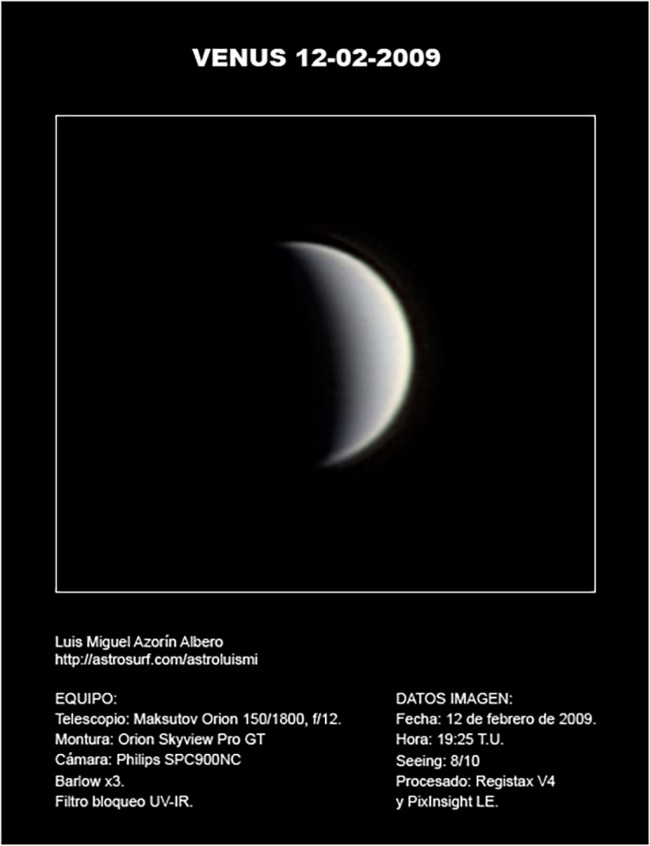 VENUS 12-02-2009
Luis Miguel Azorín Albero
http://astrosurf.com/astroluismi
EQUIPO:
Telescopio: Maksutov Orion 150/1800, f/12.
Montura: Orion Skyview Pro GT
Cámara: Philips SPC900NC
Barlow x3.
Filtro bloqueo UV-IR.
DATOS IMAGEN:
Fecha: 12 de febrero de 2009.
Hora: 19:25 T.U.
Seeing: 8/10
Procesado: Registax V4
y PixInsight LE.